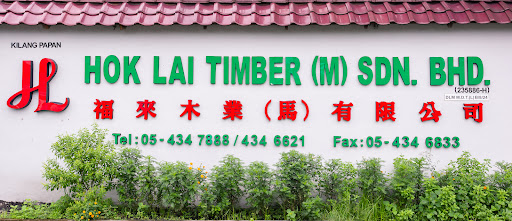 KILANG PAPAN
HL
HOK LAI TIMBER (M) SDN. BHD.
(235886-H)
福來木業(馬)有限公司
Tel:05-434 7888/434 6621 Fax:05-434 6833